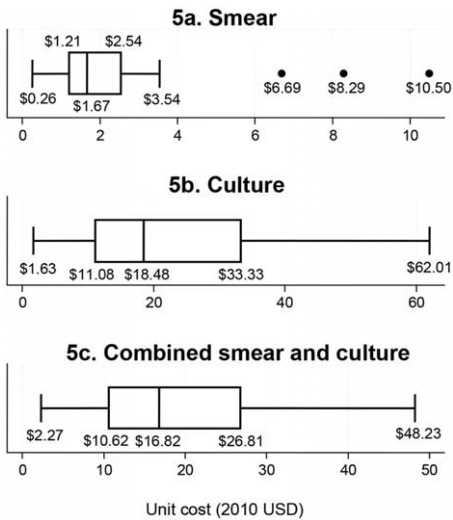 5a. Smear
$1.21 $2.54
$0.26 $1.67 $3.54 $6.69 $8.29 $10.50
0 2 4 6 8 10
5b. Culture
$1.63 $11.08 $18.48 $33.33 $62.01
0 20 40 60
5c. Combined smear and culture
$2.27 $10.62 $16.82 $26.81 $48.23
0 10 20 30 40 50
Unit cost (2010 USD)